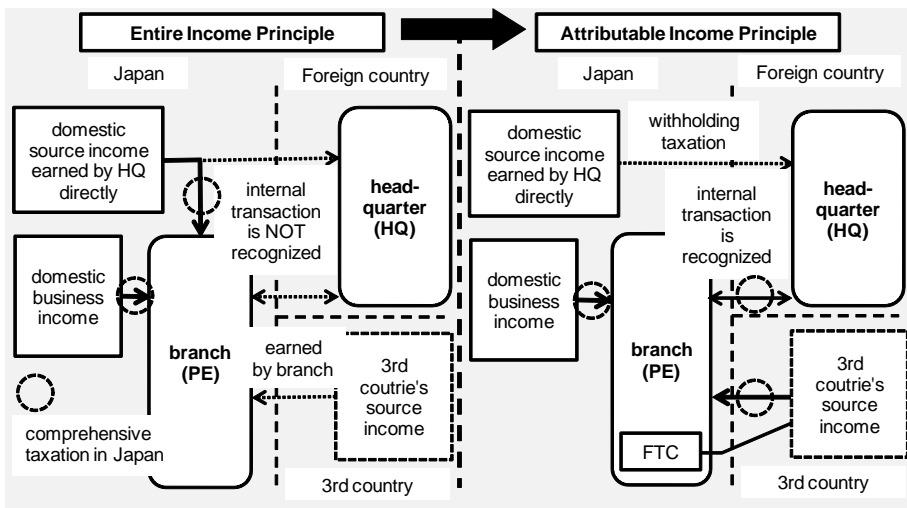 Entire Income Principle
Japan
Foreign country
domestic
source income
earned by HQ
directly
internal
transaction
is NOT
recognized
head-
quarter
(HQ)
domestic
business
income
branch
(PE)
earned
by branch
3rd
coutrie's
source
income
comprehensive
taxation in Japan
3rd country
Attributable Income Principle
Japan
Foreign country
domestic
source income
earned by HQ
directly
withholding
taxation
internal
transaction
is
recognized
head-
quarter
(HQ)
domestic
business
income
branch
(PE)
3rd
coutrie's
source
income
FTC
3rd country